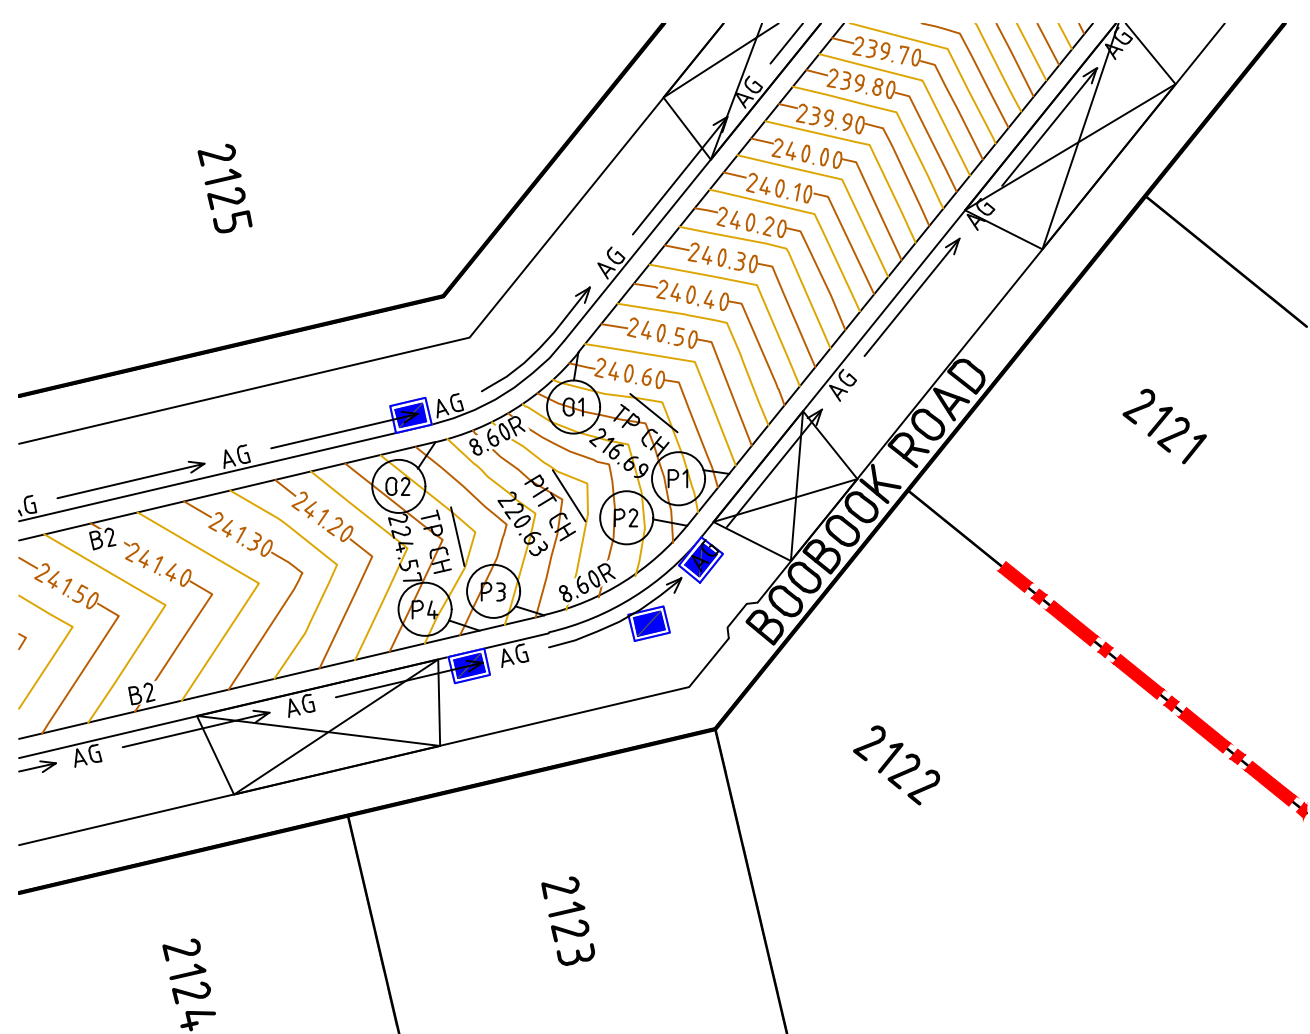 AG
239.70
239.80
AG
239.90
2125
240.00
240.10
AG
240.20
240.30
AG
240.40
240.50
240.60
AG
AG
O1
TP CH
216.69
8.60R
2121
AG
P1
BOOBOOK ROAD
O2
PIT CH
220.63
241.20
AG
P2
241.30
TP CH
224.57
B2
241.40
AG
8.60R
241.50
P3
P4
AG
B2
AG
AG
2122
2123
2124